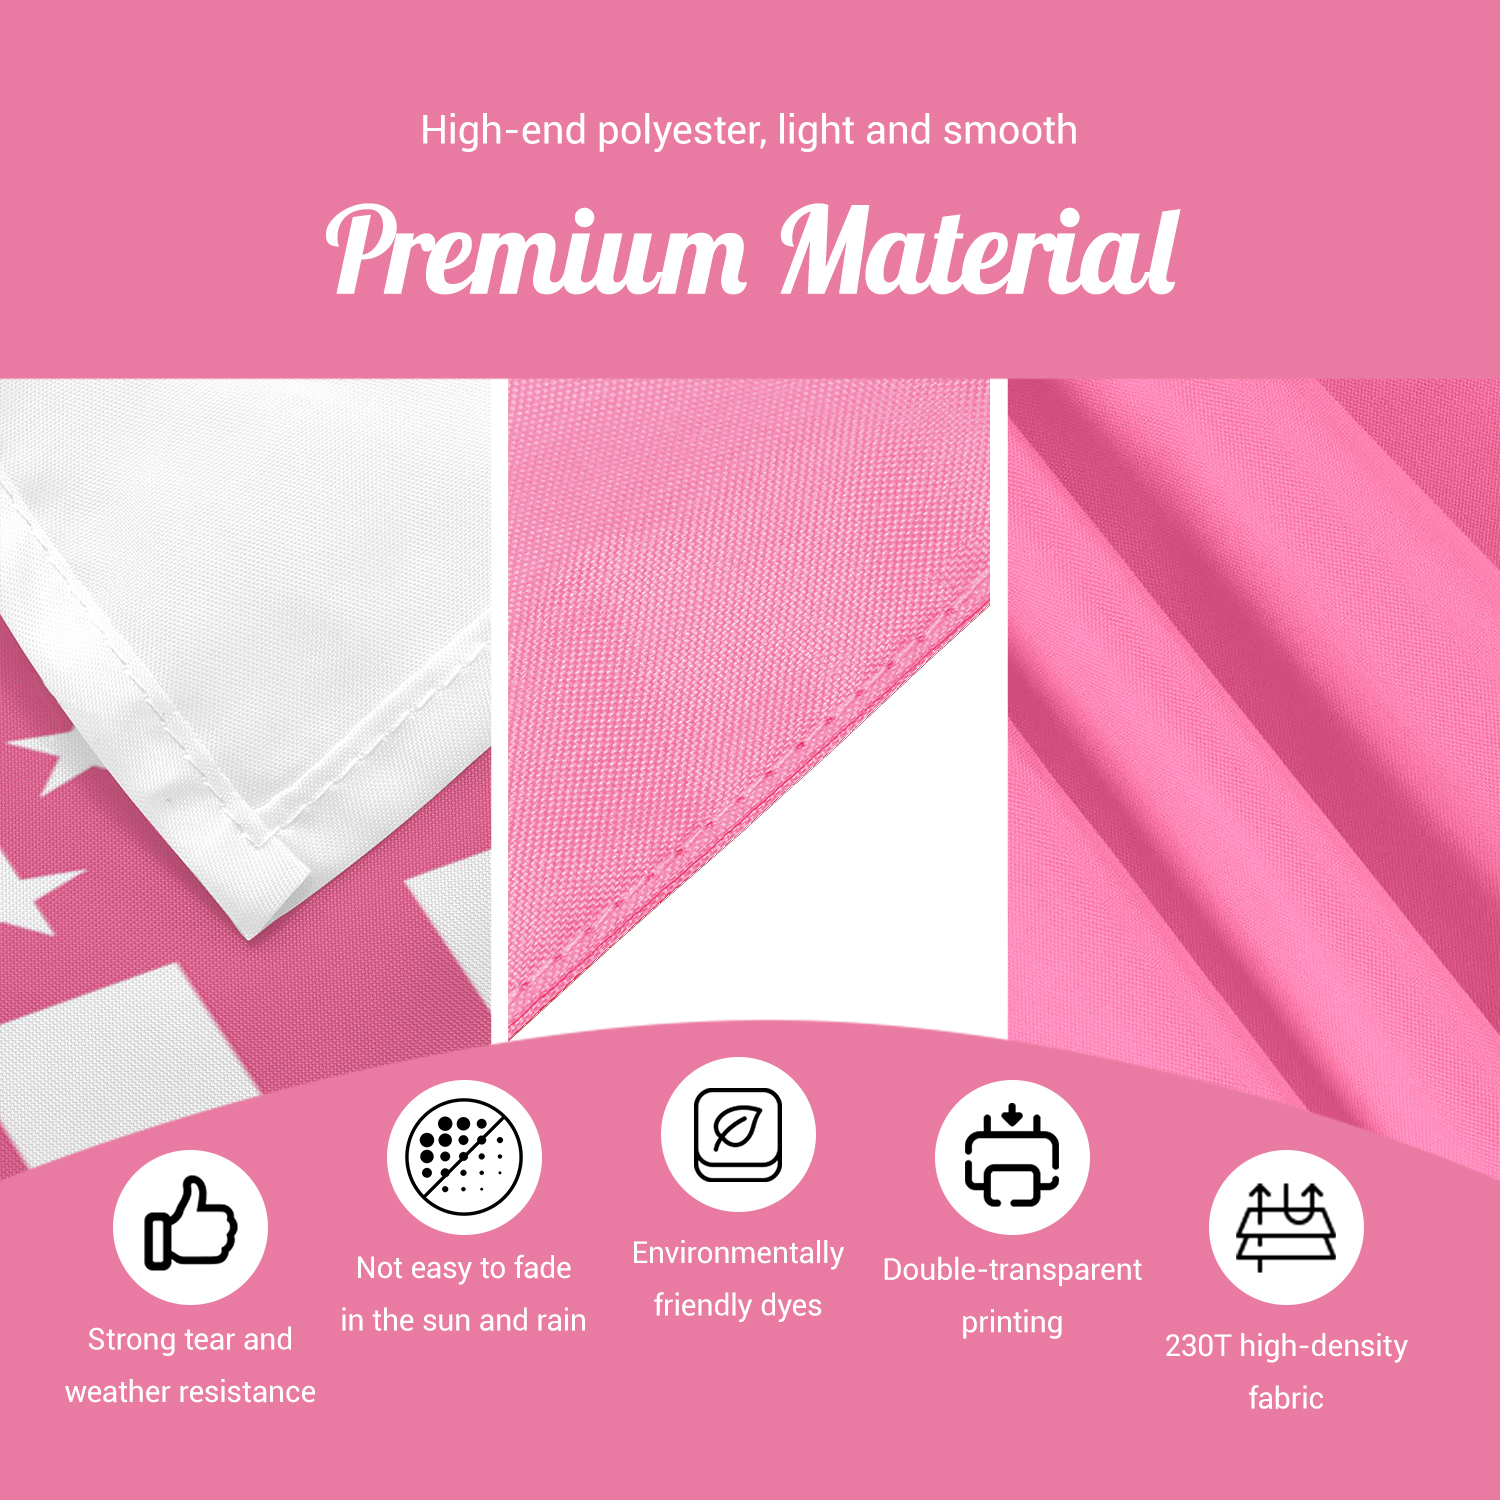 High-end polyester, light and smooth
Premium Material
Strong tear and
weather resistance
Not easy to fade
in the sun and rain
Environmentally
friendly dyes
Double-transparent
printing
230T high-density
fabric